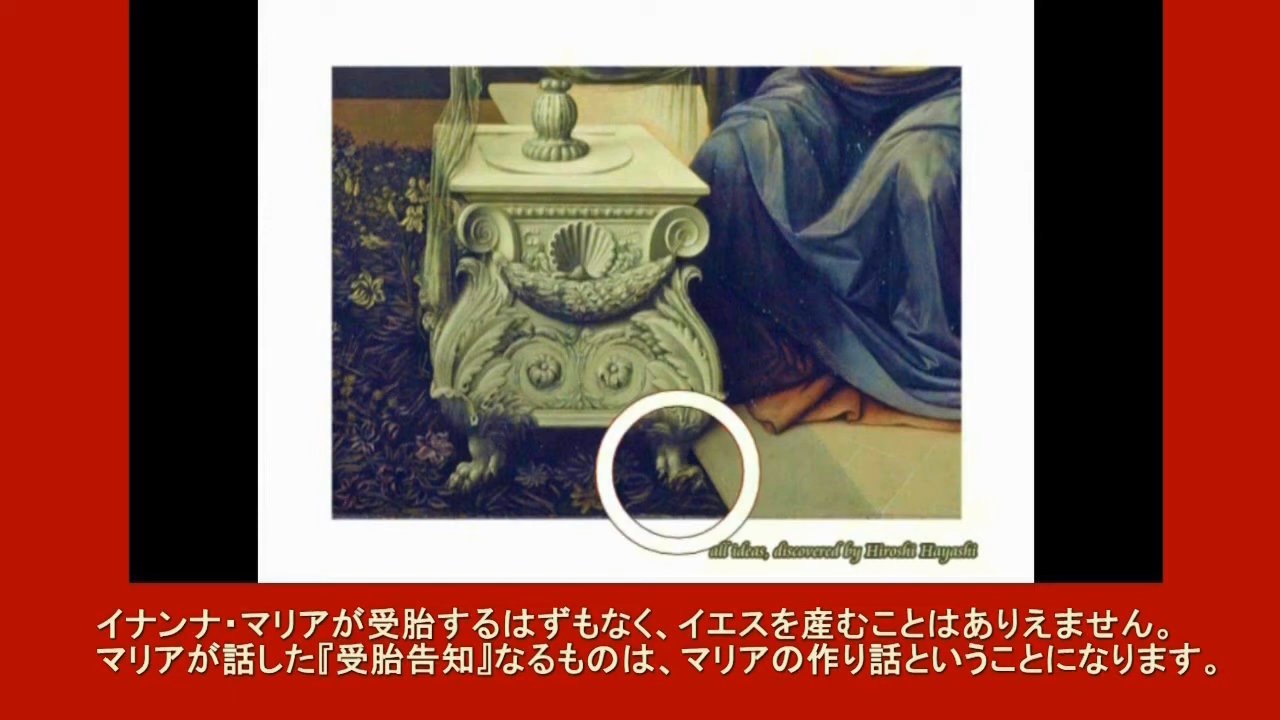 all ideas, discovered by Hiroshi Hayashi
イナンナ・マリアが受胎するはずもなく、イエスを産むことはありえません。
マリアが話した『受胎告知』なるものは、マリアの作り話ということになります。